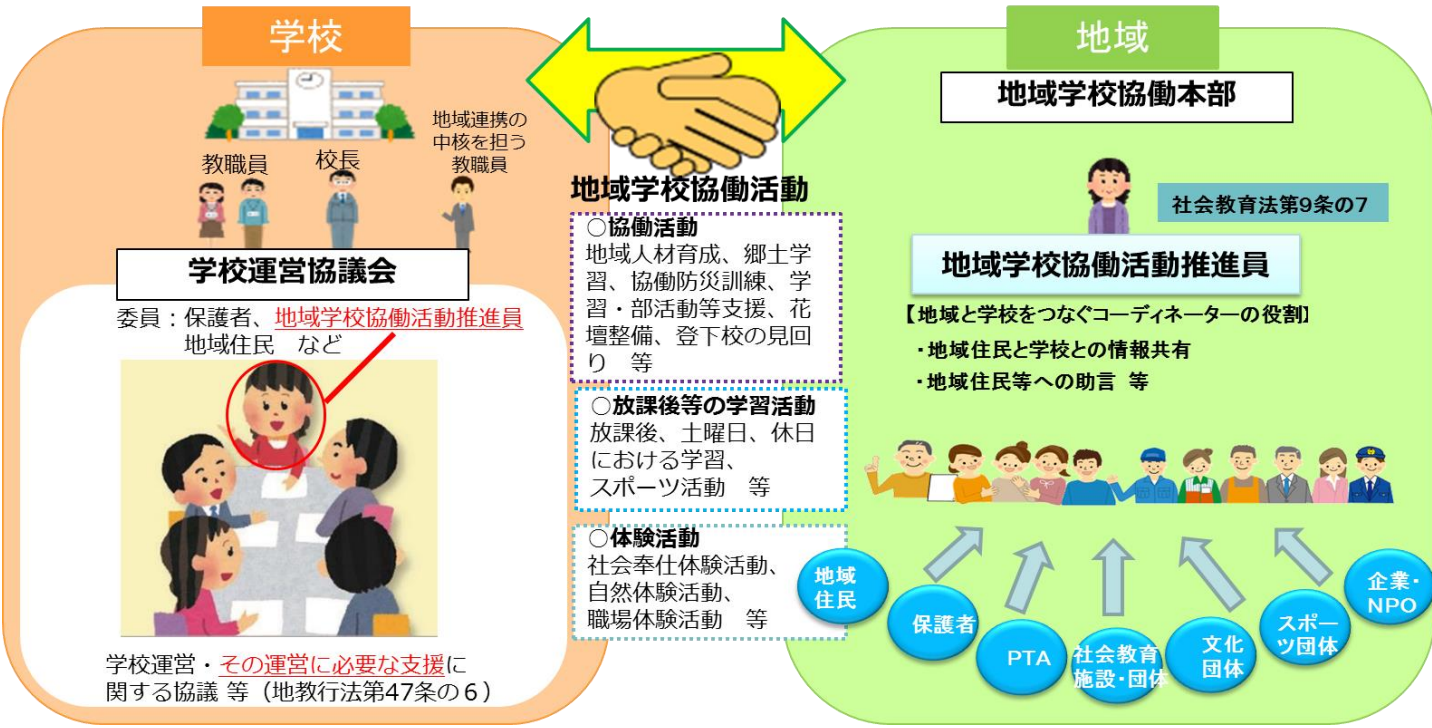 学校
地域連携の
中核を担う
教職員
教職員
校長
学校運営協議会
委員：保護者、地域学校協働活動推進員
地域住民　など
学校運営・その運営に必要な支援に
関する協議 等（地教行法第47条の６）
地域学校協働活動
○協働活動
地域人材育成、郷土学
習、協働防災訓練、学
習・部活動等支援、花
壇整備、登下校の見回
り　等
○放課後等の学習活動
放課後、土曜日、休日
における学習、
スポーツ活動　等
○体験活動
社会奉仕体験活動、
自然体験活動、
職場体験活動　等
地域
地域学校協働本部
社会教育法第9条の7
地域学校協働活動推進員
【地域と学校をつなぐコーディネーターの役割】
・地域住民と学校との情報共有
・地域住民等への助言 等
地域
住民
保護者
PTA
社会教育
施設・団体
文化
団体
スポー
ツ団体
企業・
NPO